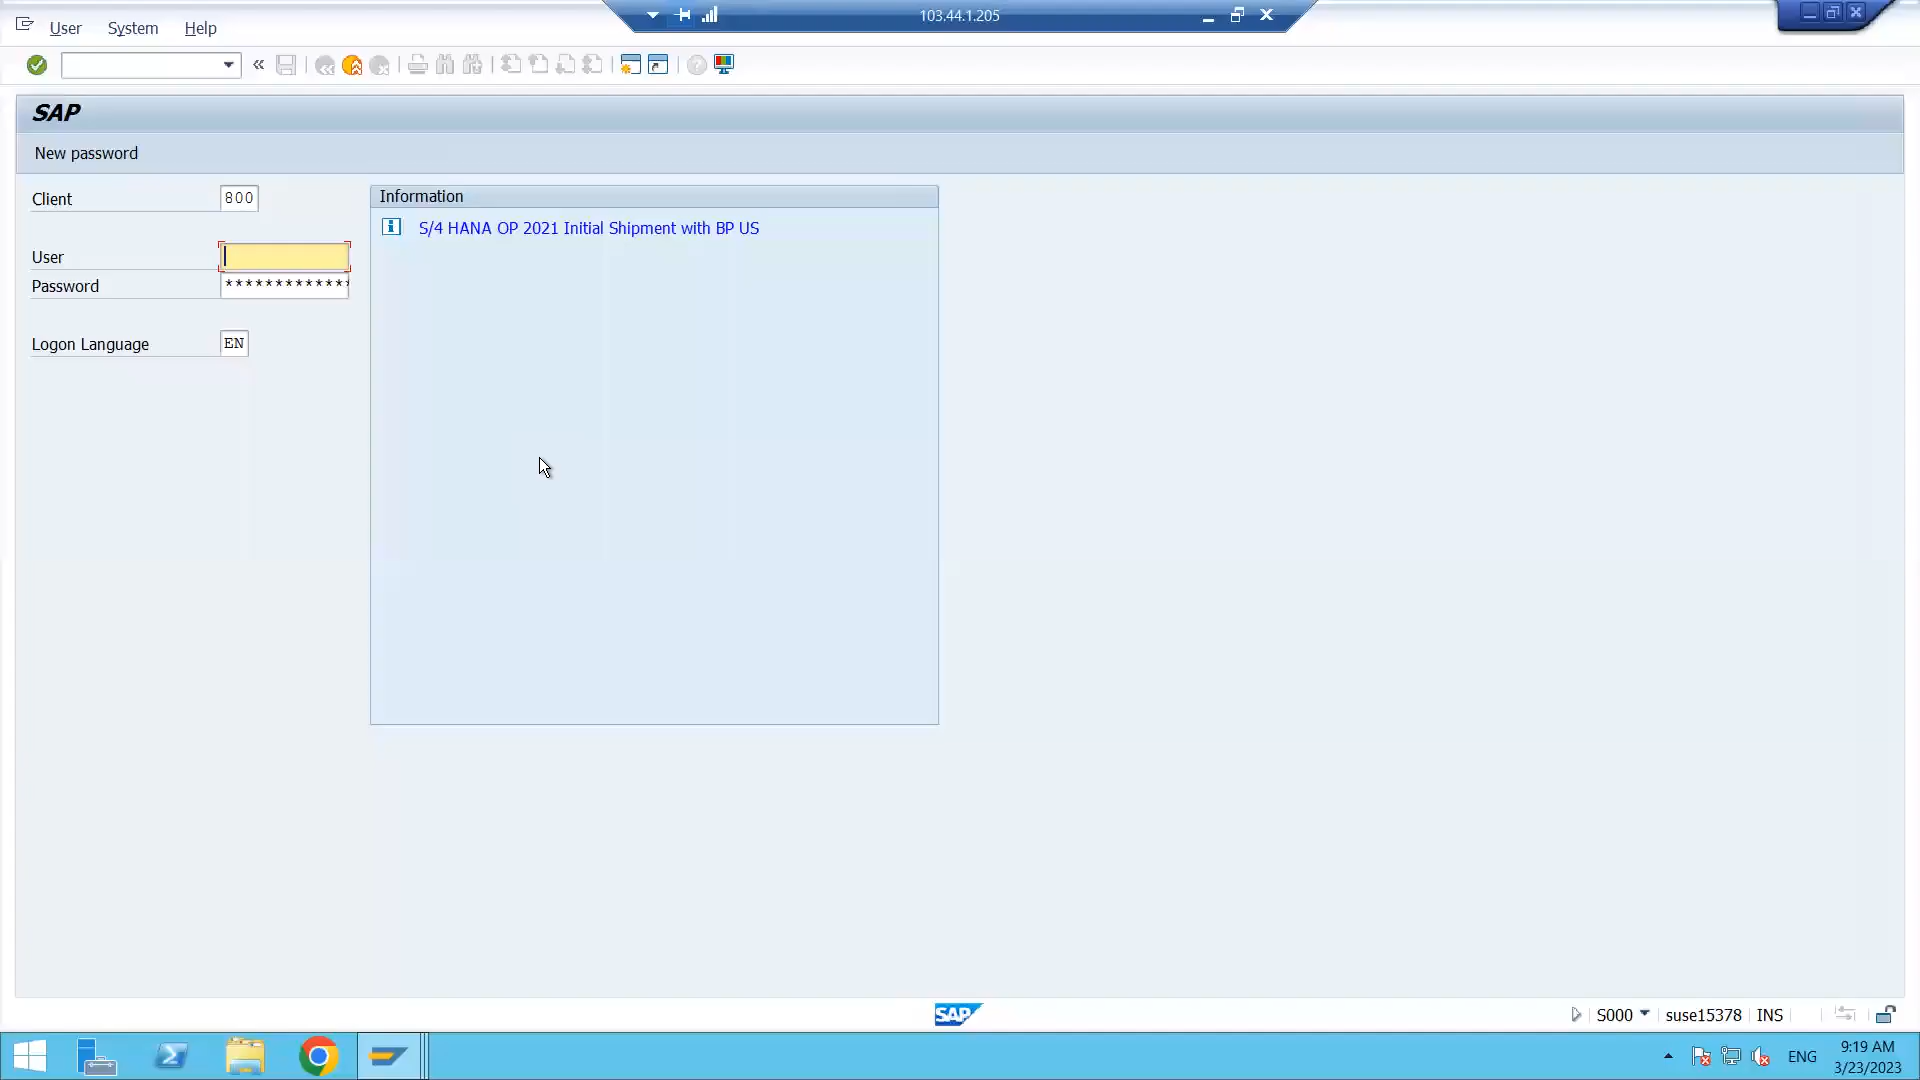 103.44.1.205
User System Help
SAP
New password
Client 800
User
Password *************
Logon Language EN
Information
S/4 HANA OP 2021 Initial Shipment with BP US
SAP
S000 suse15378 INS
ENG
9:19 AM
3/23/2023